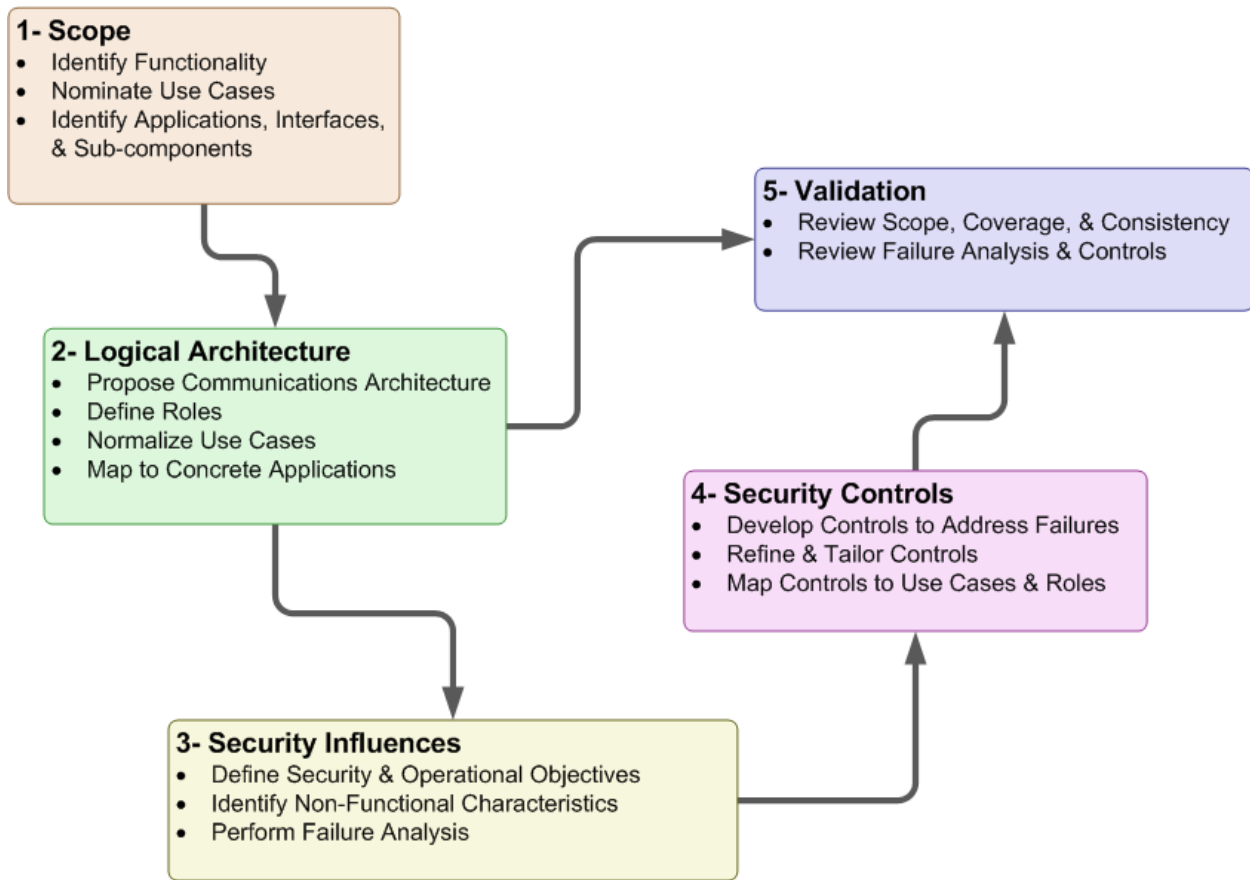 1- Scope
• Identify Functionality
• Nominate Use Cases
• Identify Applications, Interfaces,
& Sub-components
2- Logical Architecture
• Propose Communications Architecture
• Define Roles
• Normalize Use Cases
• Map to Concrete Applications
3- Security Influences
• Define Security & Operational Objectives
• Identify Non-Functional Characteristics
• Perform Failure Analysis
4- Security Controls
• Develop Controls to Address Failures
• Refine & Tailor Controls
• Map Controls to Use Cases & Roles
5- Validation
• Review Scope, Coverage, & Consistency
• Review Failure Analysis & Controls